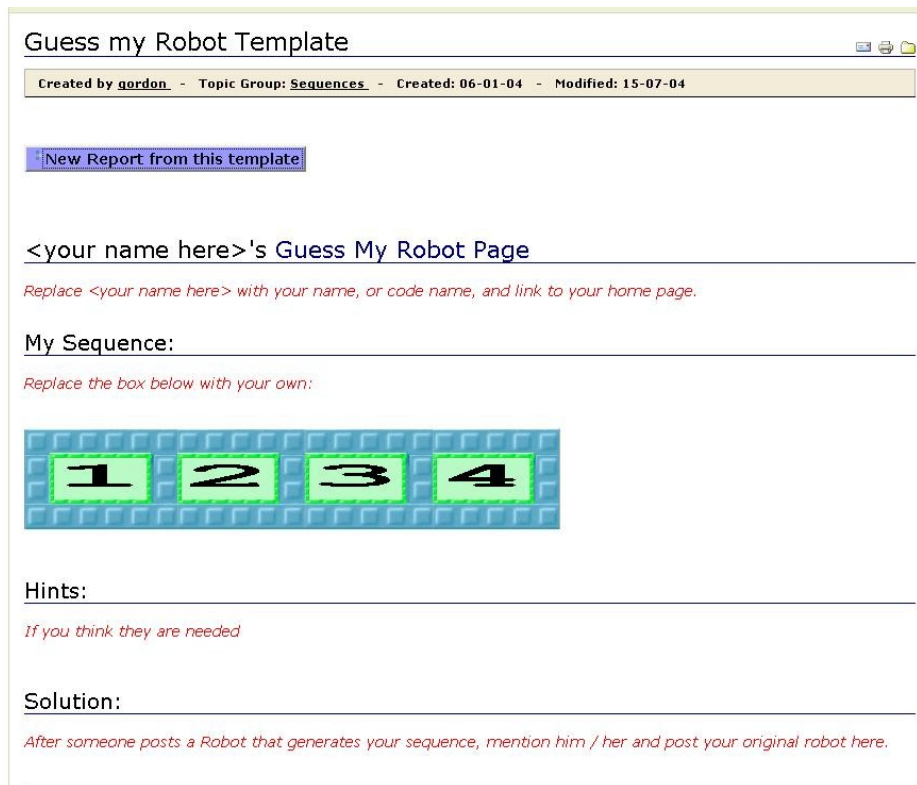 Guess my Robot Template
Created by gordon - Topic Group: Sequences - Created: 06-01-04 - Modified: 15-07-04
New Report from this template
<your name here>'s Guess My Robot Page
Replace <your name here> with your name, or code name, and link to your home page.
My Sequence:
Replace the box below with your own:
1 2 3 4
Hints:
If you think they are needed
Solution:
After someone posts a Robot that generates your sequence, mention him / her and post your original robot here.